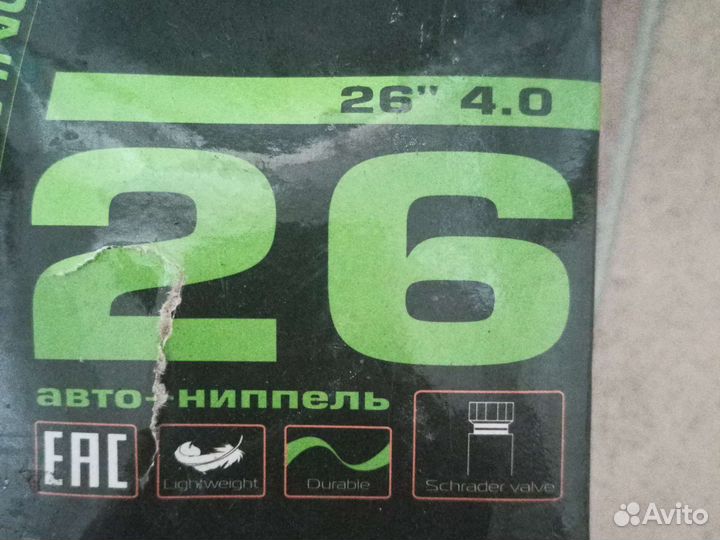 26" 4.0
26
авто-ниппель
EAC
Lightweight
Durable
Schrader valve
Avito